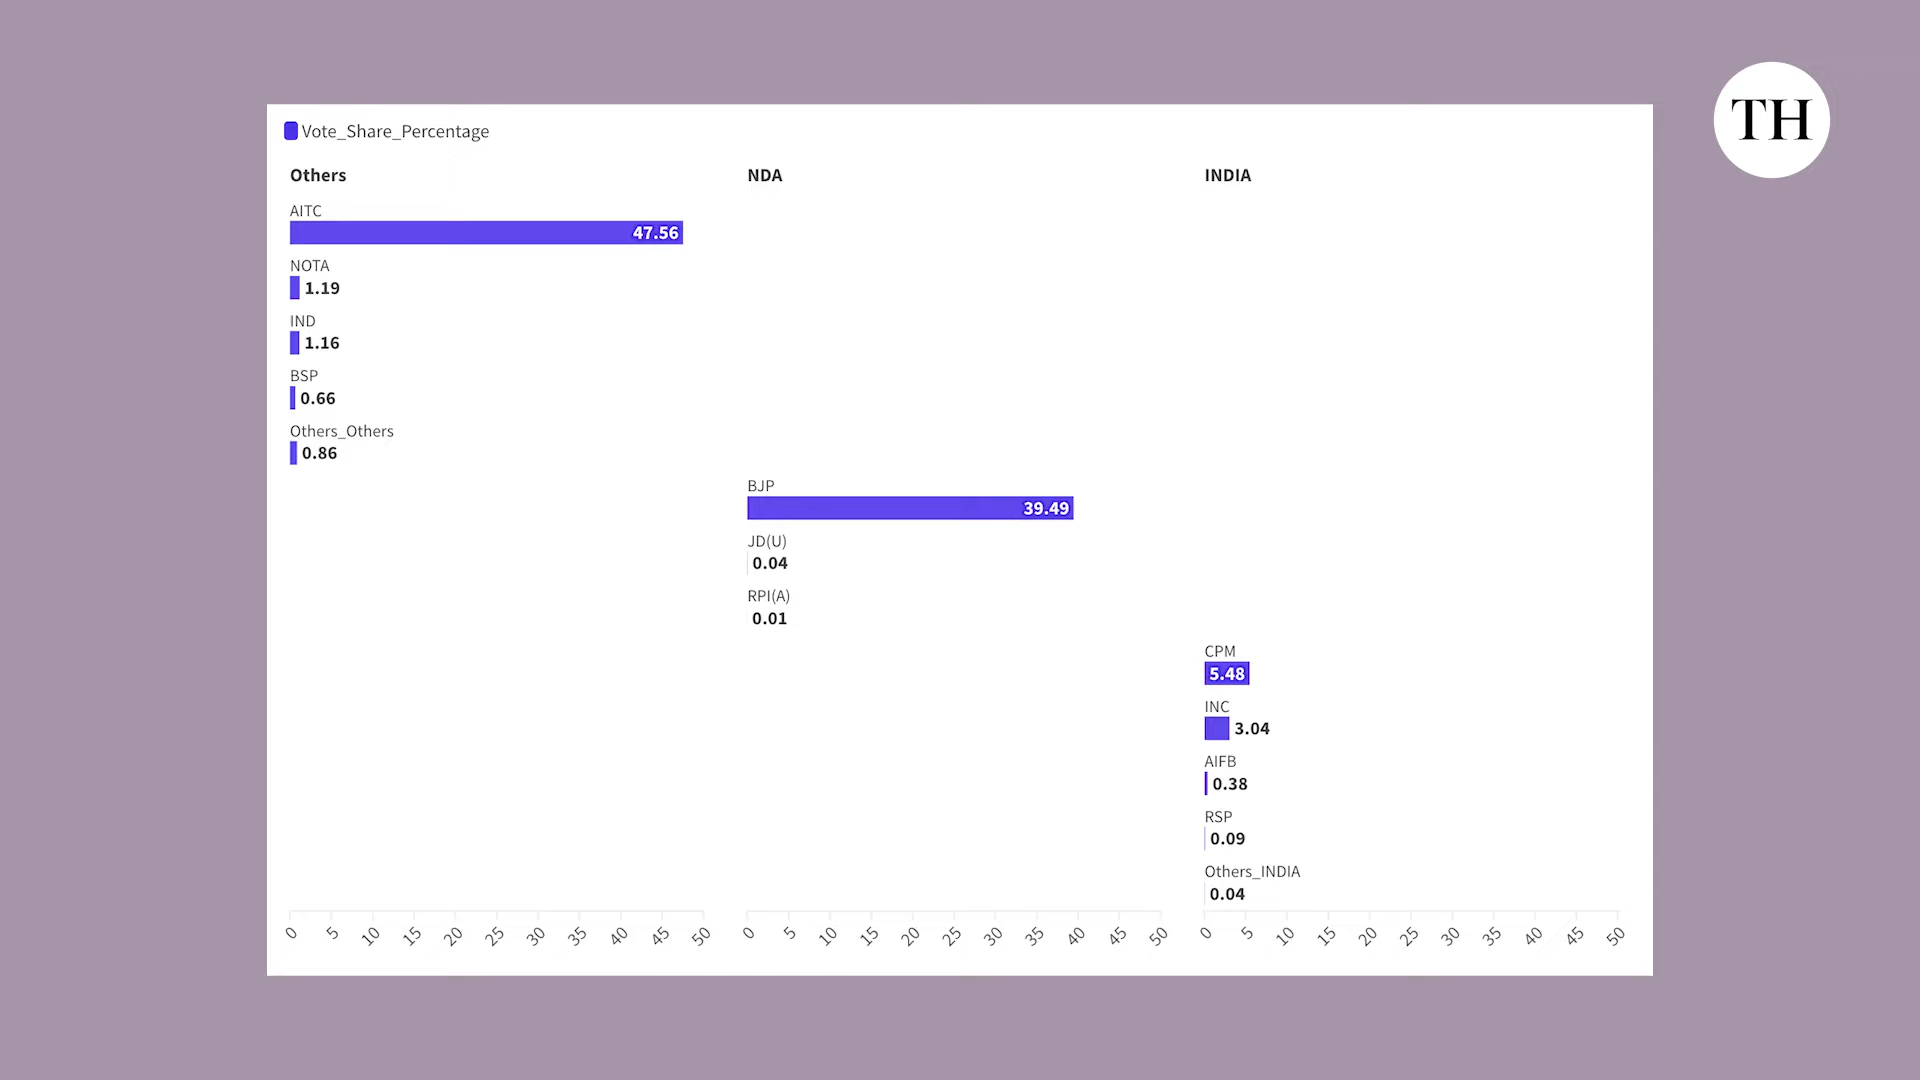 TH
Vote_Share_Percentage
Others
AITC
47.56
NOTA
1.19
IND
1.16
BSP
0.66
Others_Others
0.86
0 5 10 15 20 25 30 35 40 45 50
NDA
BJP
39.49
JD(U)
0.04
RPI(A)
0.01
0 5 10 15 20 25 30 35 40 45 50
INDIA
CPM
5.48
INC
3.04
AIFB
0.38
RSP
0.09
Others_INDIA
0.04
0 5 10 15 20 25 30 35 40 45 50